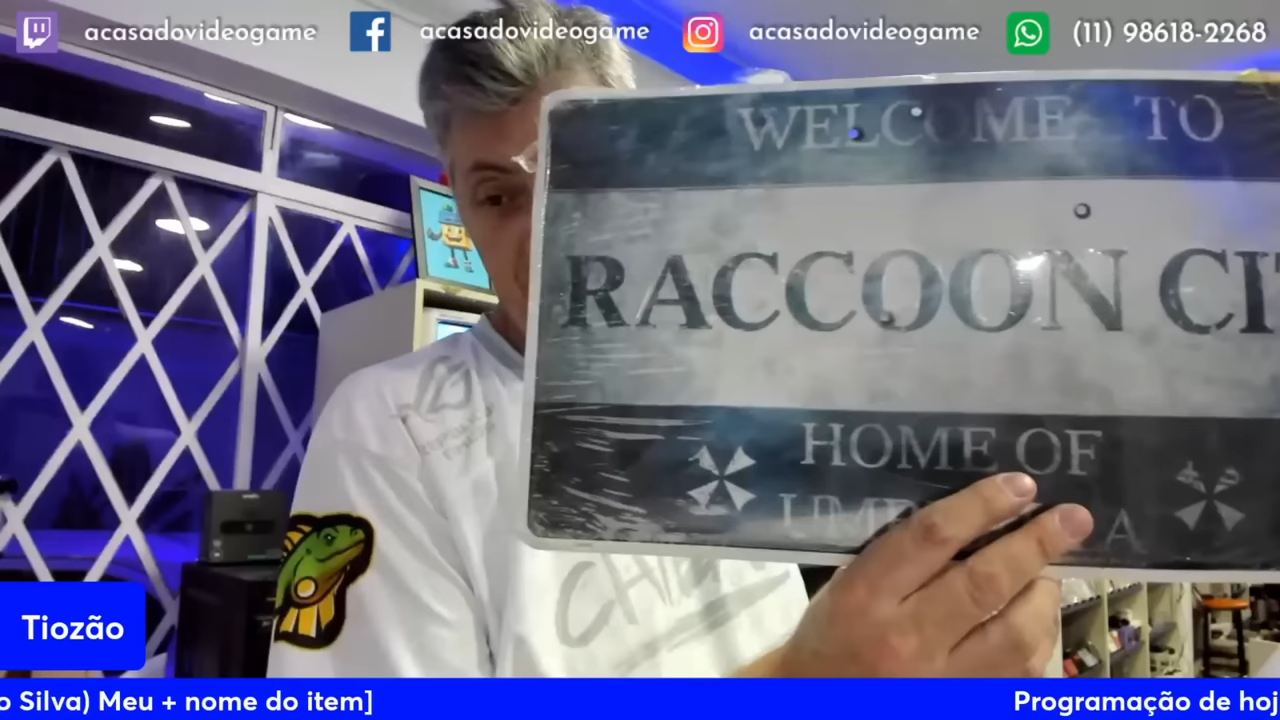 acasadovideogame acasadovideogame acasadovideogame (11) 98618-2268
WELCOME TO
RACCOON CI
HOME OF
Tiozão
o Silva) Meu + nome do item]
Programação de hoj